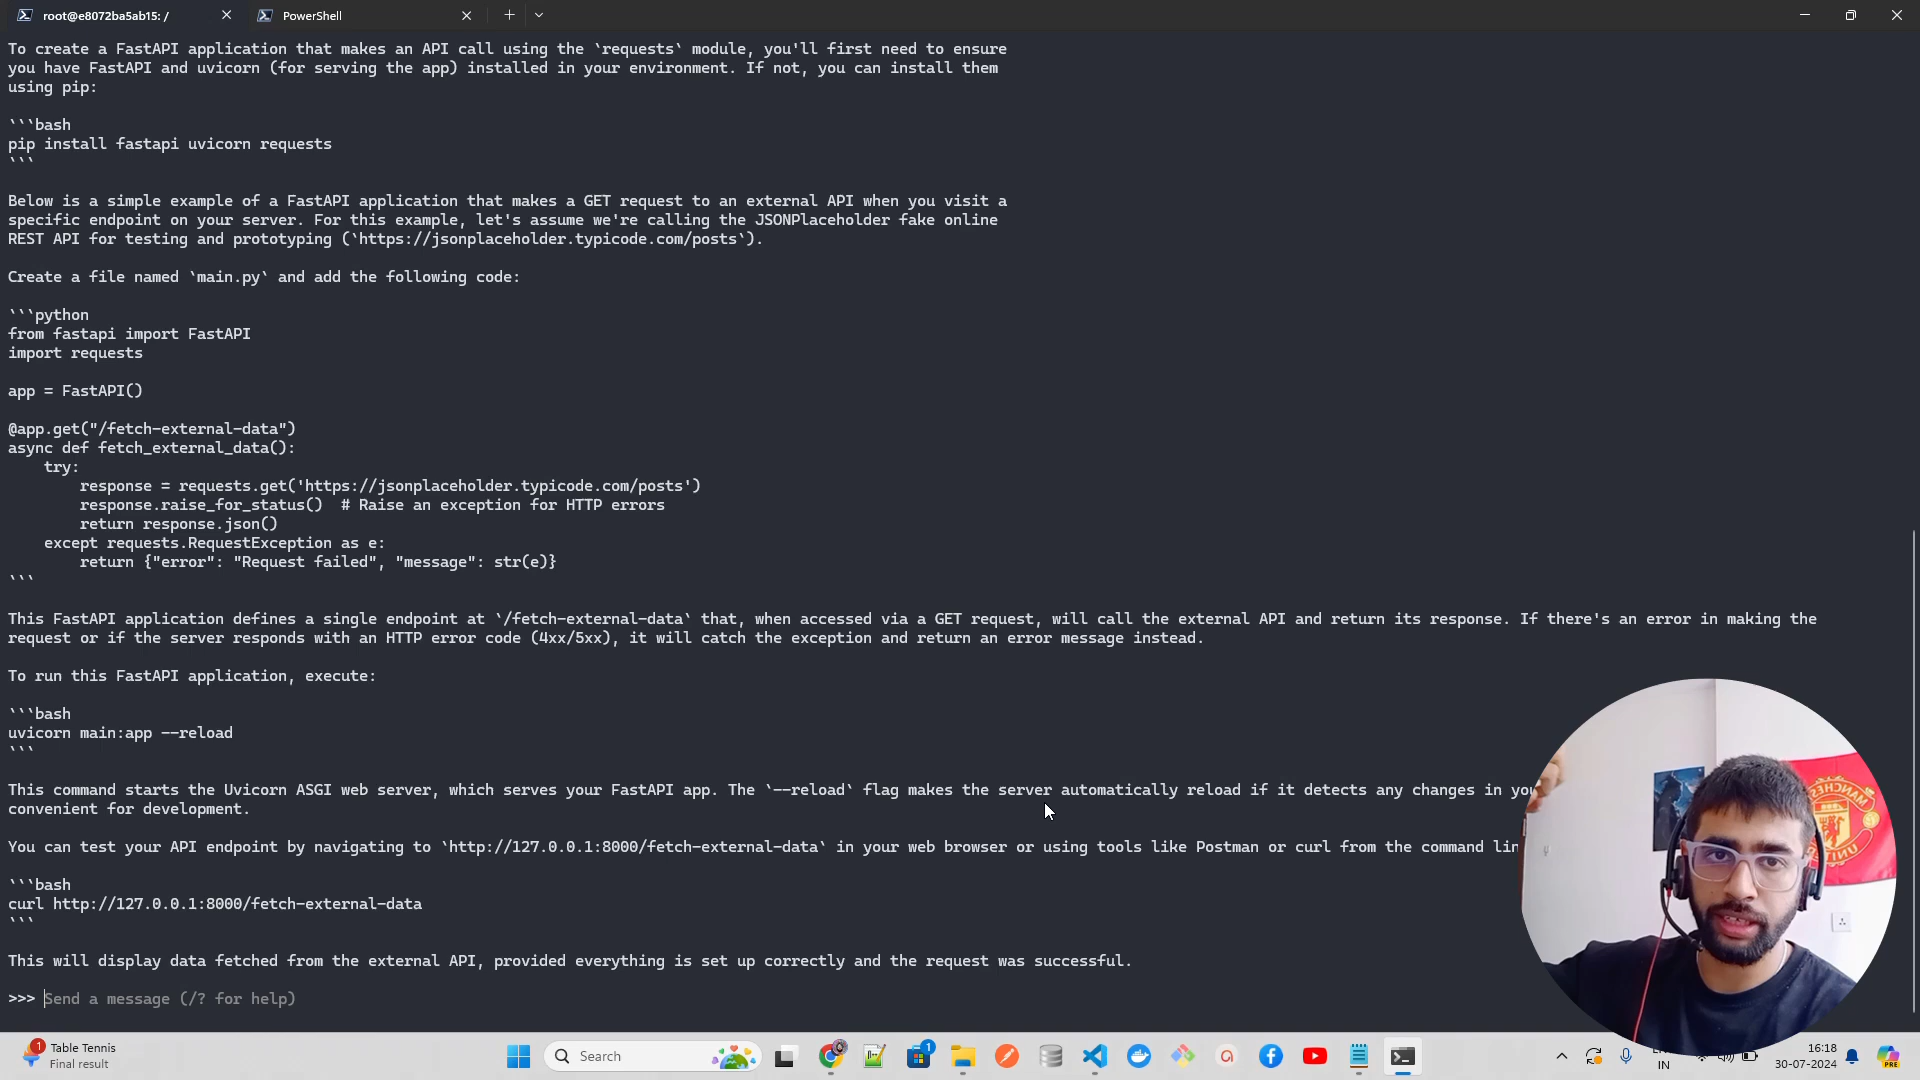 root@e8072ba5ab15: /
PowerShell
To create a FastAPI application that makes an API call using the `requests` module, you'll first need to ensure
you have FastAPI and uvicorn (for serving the app) installed in your environment. If not, you can install them
using pip:
```bash
pip install fastapi uvicorn requests
```
Below is a simple example of a FastAPI application that makes a GET request to an external API when you visit a
specific endpoint on your server. For this example, let's assume we're calling the JSONPlaceholder fake online
REST API for testing and prototyping (`https://jsonplaceholder.typicode.com/posts`).
Create a file named `main.py` and add the following code:
```python
from fastapi import FastAPI
import requests
app = FastAPI()
@app.get("/fetch-external-data")
async def fetch_external_data():
try:
response = requests.get('https://jsonplaceholder.typicode.com/posts')
response.raise_for_status()  # Raise an exception for HTTP errors
return response.json()
except requests.RequestException as e:
return {"error": "Request failed", "message": str(e)}
```
This FastAPI application defines a single endpoint at `/fetch-external-data` that, when accessed via a GET request, will call the external API and return its response. If there's an error in making the
request or if the server responds with an HTTP error code (4xx/5xx), it will catch the exception and return an error message instead.
To run this FastAPI application, execute:
```bash
uvicorn main:app --reload
```
This command starts the Uvicorn ASGI web server, which serves your FastAPI app. The `--reload` flag makes the server automatically reload if it detects any changes in
convenient for development.
You can test your API endpoint by navigating to `http://127.0.0.1:8000/fetch-external-data` in your web browser or using tools like Postman or curl from the command
```bash
curl http://127.0.0.1:8000/fetch-external-data
```
This will display data fetched from the external API, provided everything is set up correctly and the request was successful.
>>> Send a message (/? for help)
MANCHESTER
UNITED
1
Table Tennis
Final result
Search
1
IN
16:18
30-07-2024
PRE